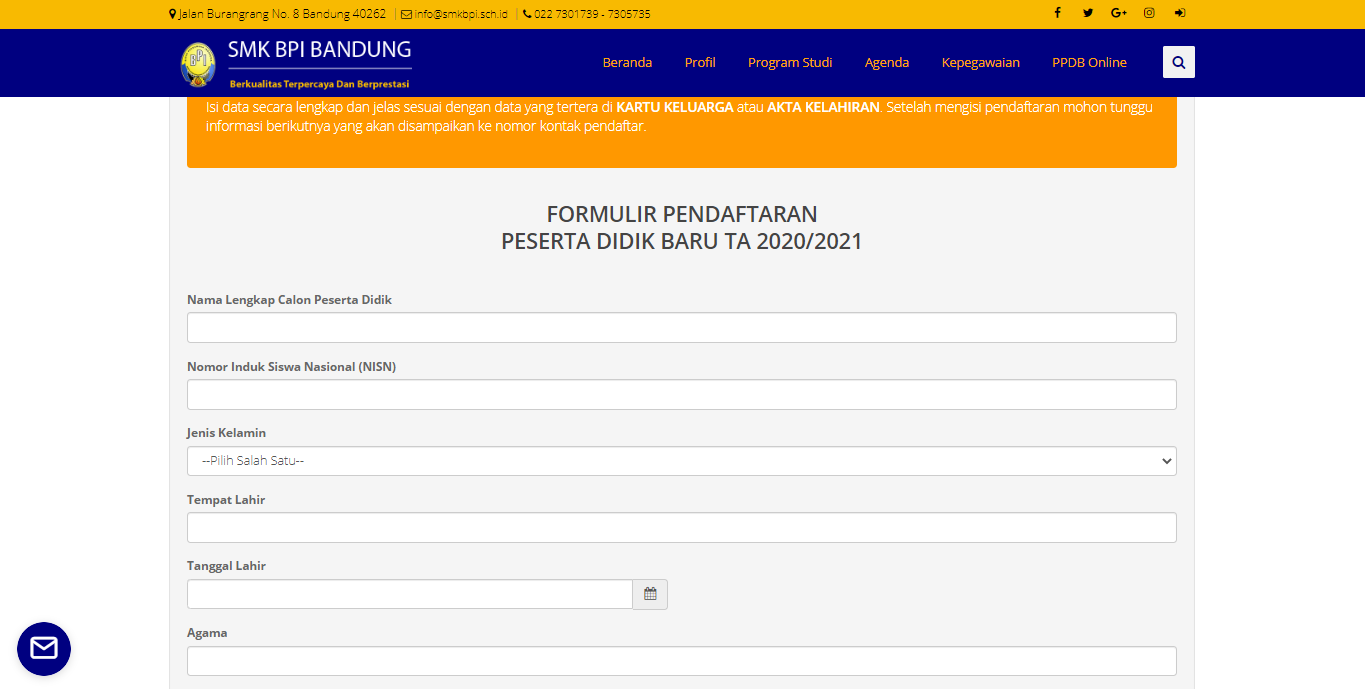 Jalan Burangrang No. 8 Bandung 40262 | info@smkbpi.sch.id | 022 7301739 - 7305735
BPI
SMK BPI BANDUNG
Berkualitas Terpercaya Dan Berprestasi
Beranda Profil Program Studi Agenda Kepegawaian PPDB Online
Isi data secara lengkap dan jelas sesuai dengan data yang tertera di KARTU KELUARGA atau AKTA KELAHIRAN. Setelah mengisi pendaftaran mohon tunggu
informasi berikutnya yang akan disampaikan ke nomor kontak pendaftar.
FORMULIR PENDAFTARAN
PESERTA DIDIK BARU TA 2020/2021
Nama Lengkap Calon Peserta Didik
Nomor Induk Siswa Nasional (NISN)
Jenis Kelamin
--Pilih Salah Satu--
Tempat Lahir
Tanggal Lahir
Agama